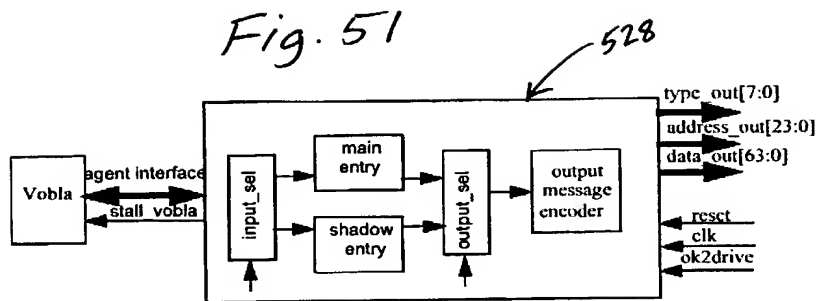 Fig. 51
528
type_out[7:0]
address_out[23:0]
data_out[63:0]
Vobla
agent interface
stall_vobla
input_sel
main
entry
shadow
entry
output_sel
output
message
encoder
reset
clk
ok2drive